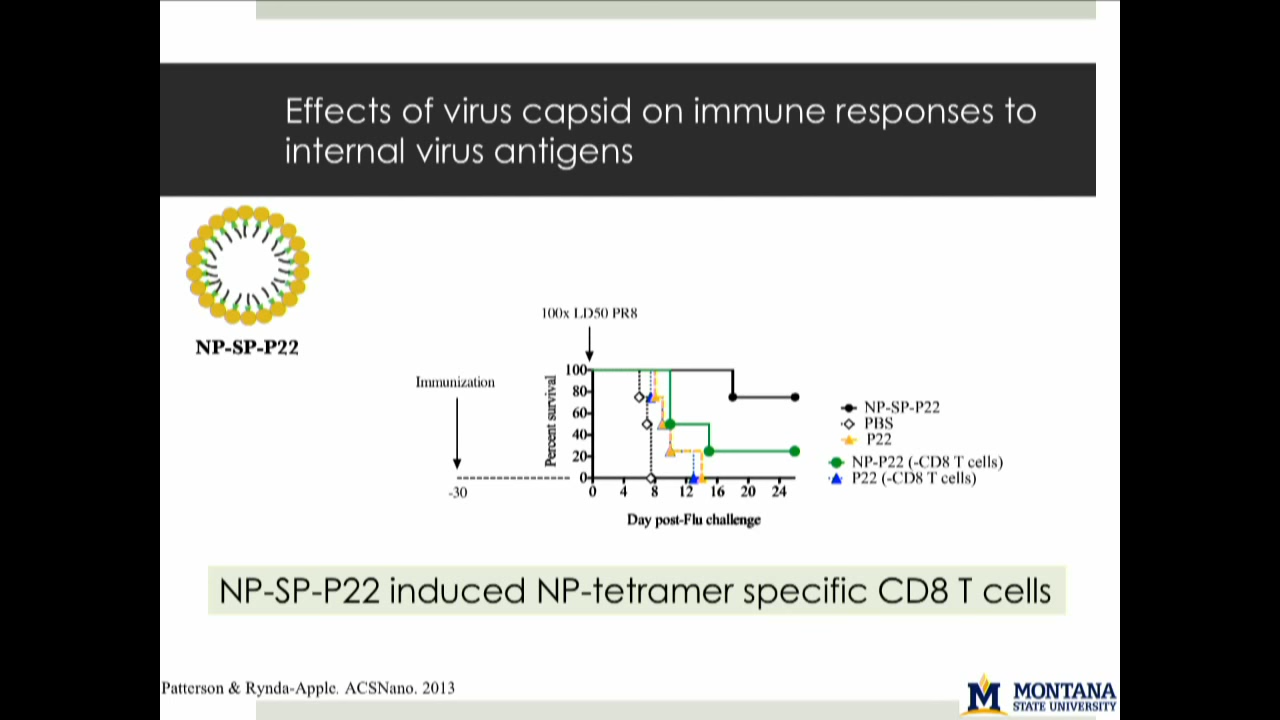 Effects of virus capsid on immune responses to
internal virus antigens
NP-SP-P22
100x LD50 PR8
Immunization
-30
Percent survival
100
80
60
40
20
0
0 4 8 12 16 20 24
Day post-Flu challenge
NP-SP-P22
PBS
P22
NP-P22 (-CD8 T cells)
P22 (-CD8 T cells)
NP-SP-P22 induced NP-tetramer specific CD8 T cells
Patterson & Rynda-Apple. ACSNano. 2013
M MONTANA
STATE UNIVERSITY